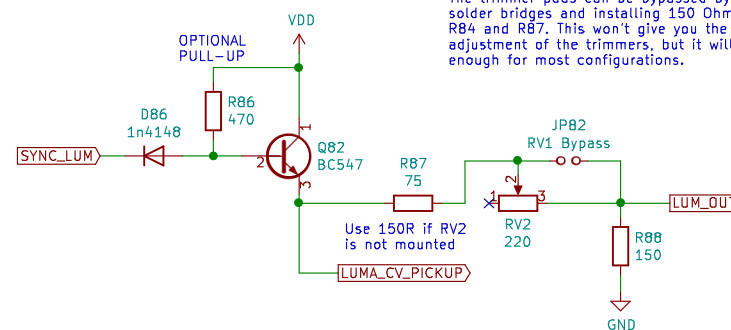 The trimmer pads can be bypassed by
solder bridges and installing 150 Ohm
R84 and R87. This won't give you the
adjustment of the trimmers, but it will
enough for most configurations.
VDD
OPTIONAL
PULL-UP
D86
1n4148
R86
470
SYNC_LUM
1
2
3
Q82
BC547
R87
75
JP82
RV1 Bypass
2
1
3
RV2
220
LUM_OUT
Use 150R if RV2
is not mounted
R88
150
LUMA_CV_PICKUP
GND